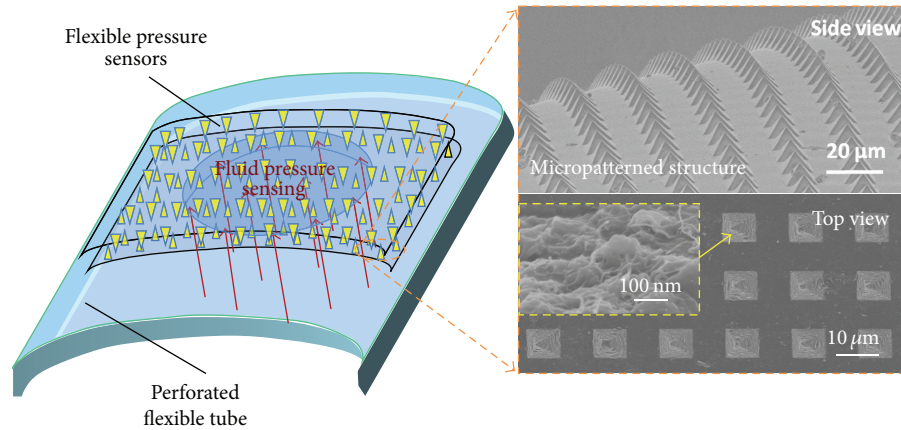 Flexible pressure
sensors
Fluid pressure
sensing
Perforated
flexible tube
Side view
Micropatterned structure
20 µm
Top view
100 nm
10 µm